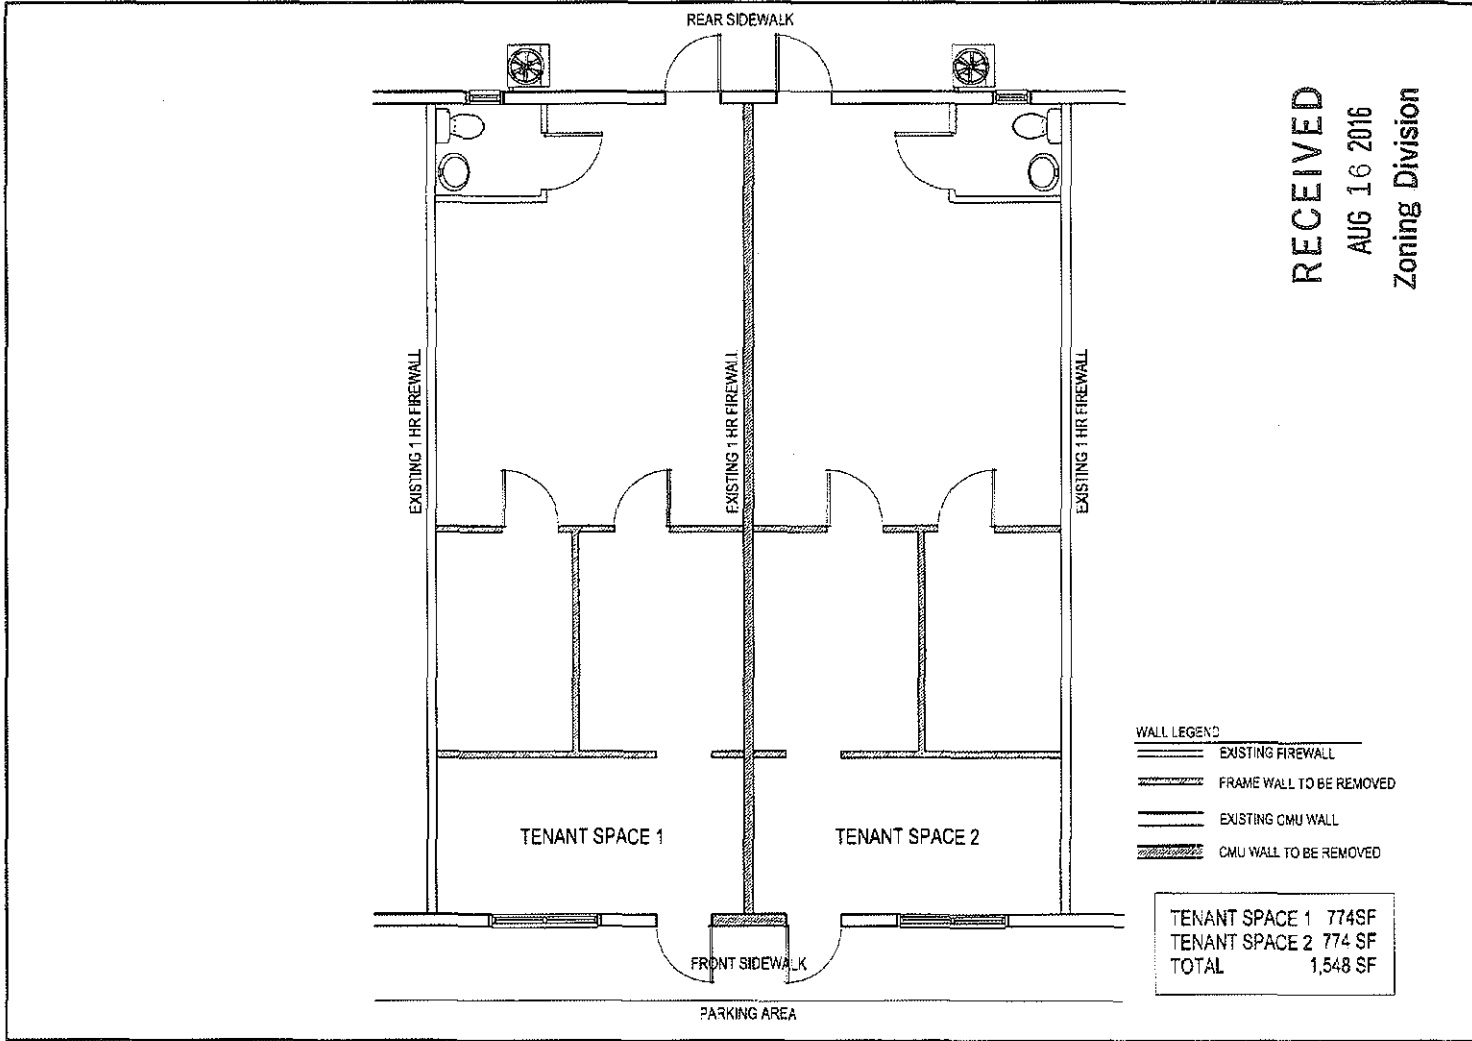 REAR SIDEWALK
RECEIVED
AUG 16 2016
Zoning Division
EXISTING 1 HR FIREWALL
EXISTING 1 HR FIREWALL
EXISTING 1 HR FIREWALL
WALL LEGEND
EXISTING FIREWALL
FRAME WALL TO BE REMOVED
EXISTING CMU WALL
CMU WALL TO BE REMOVED
TENANT SPACE 1
TENANT SPACE 2
TENANT SPACE 1 774SF
TENANT SPACE 2 774 SF
TOTAL 1,548 SF
FRONT SIDEWALK
PARKING AREA